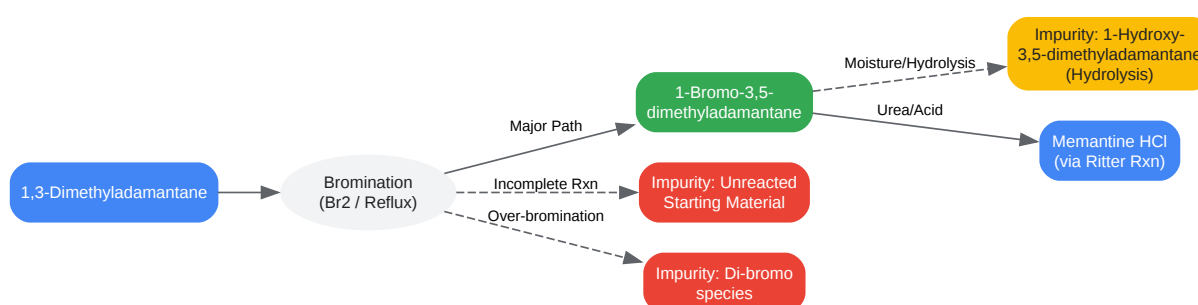 1,3-Dimethyladamantane
Bromination
(Br2 / Reflux)
Major Path
Incomplete Rxn
Over-bromination
1-Bromo-3,5-
dimethyladamantane
Impurity: Unreacted
Starting Material
Impurity: Di-bromo
species
Moisture/Hydrolysis
Urea/Acid
Impurity: 1-Hydroxy-
3,5-dimethyladamantane
(Hydrolysis)
Memantine HCl
(via Ritter Rxn)